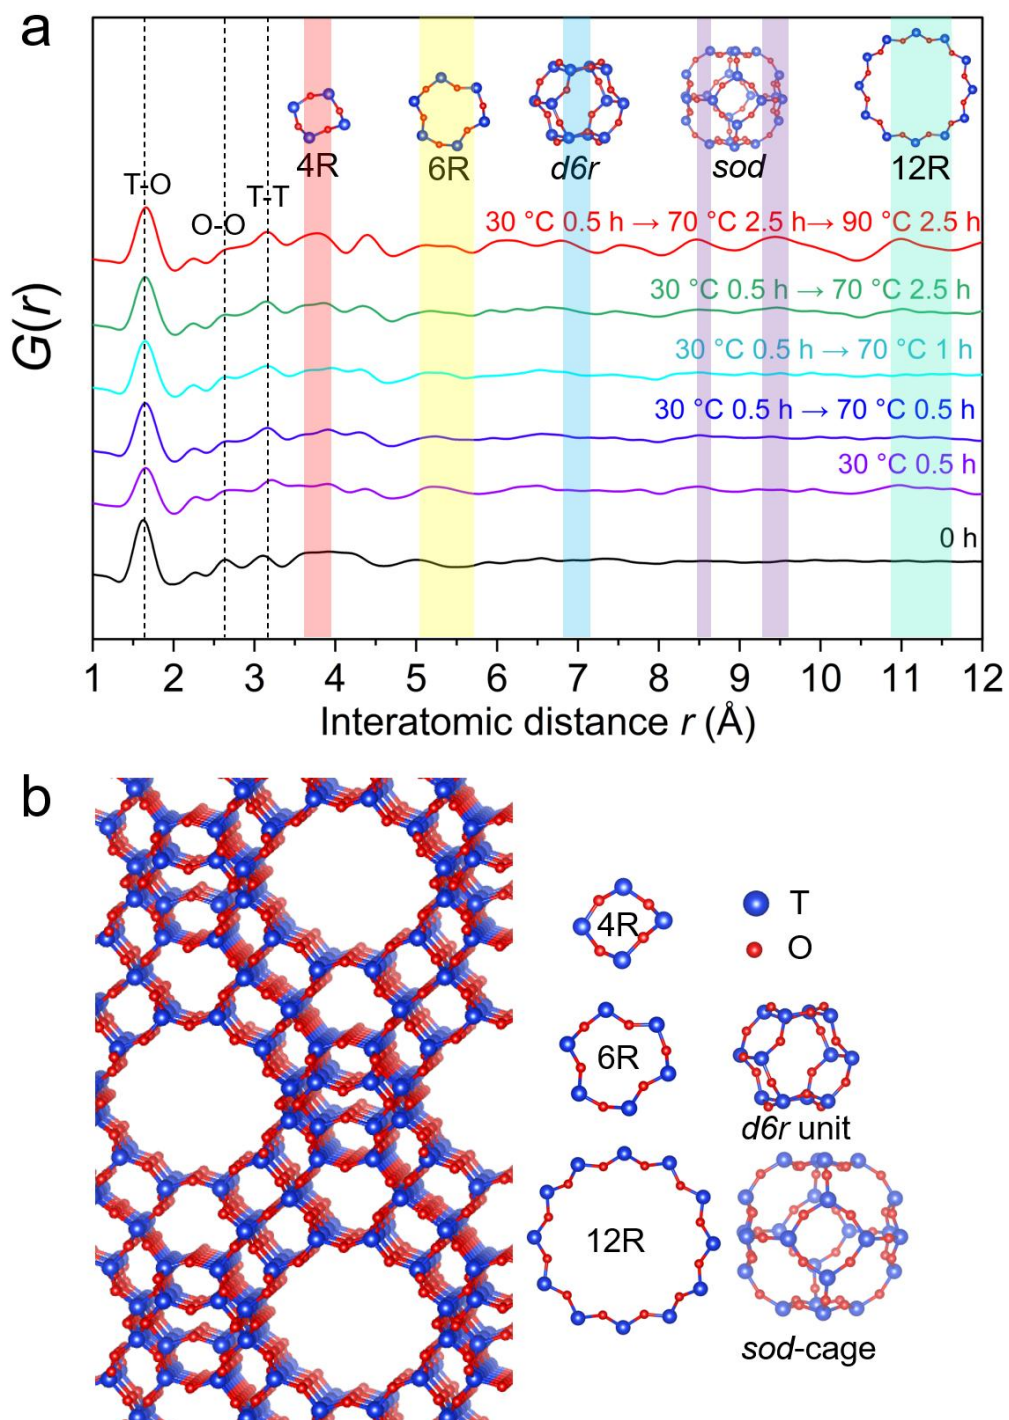 a
4R
6R
d6r
sod
12R
T-O
O-O
T-T
30 °C 0.5 h → 70 °C 2.5 h→ 90 °C 2.5 h
30 °C 0.5 h → 70 °C 2.5 h
30 °C 0.5 h → 70 °C 1 h
30 °C 0.5 h → 70 °C 0.5 h
30 °C 0.5 h
0 h
G(r)
1 2 3 4 5 6 7 8 9 10 11 12
Interatomic distance r (Å)
b
4R
T
O
6R
d6r unit
12R
sod-cage